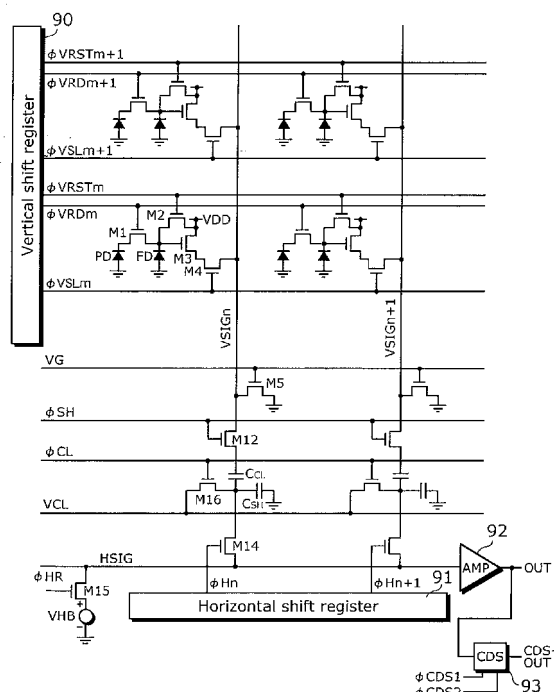 90
φVRSTm+1
φVRDm+1
φVSLm+1
φVRSTm
φVRDm
M1
M2
VDD
PD
FD
M3
M4
φVSLm
Vertical shift register
VSIGn
VSIGn+1
VG
M5
φSH
M12
φCL
CCL
M16
CSH
VCL
M14
HSIG
92
AMP
OUT
φHR
M15
φHn
φHn+1
91
VHB
+
-
Horizontal shift register
CDS
CDS-
OUT
φCDS1
93